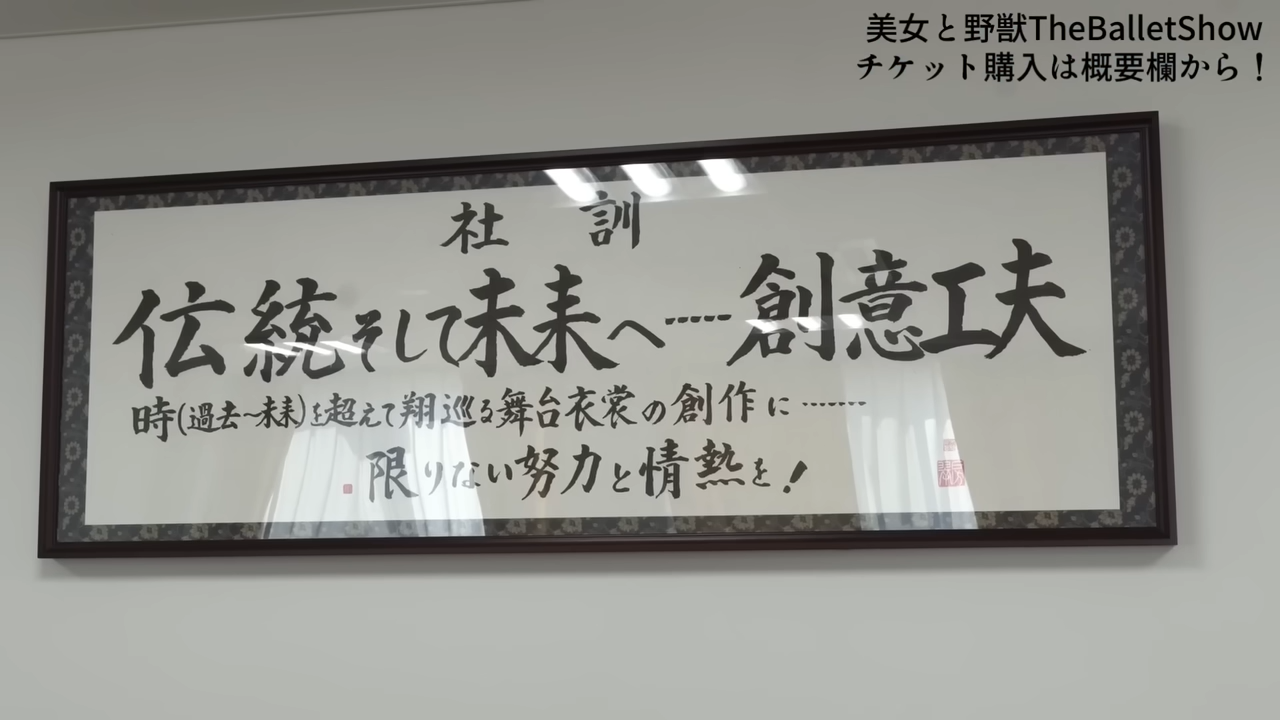 美女と野獣TheBalletShow
チケット購入は概要欄から！
社訓
伝統そして未来へ……創意工夫
時(過去～未来)を超えて翔巡る舞台衣裳の創作に……
限りない努力と情熱を！